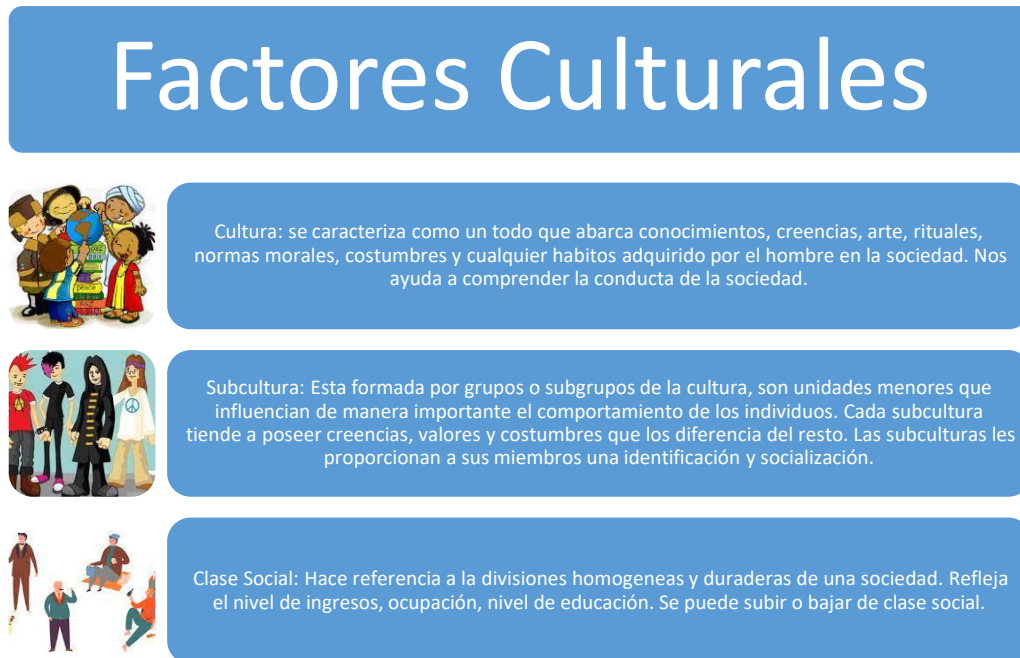 Factores Culturales
Cultura: se caracteriza como un todo que abarca conocimientos, creencias, arte, rituales,
normas morales, costumbres y cualquier habitos adquirido por el hombre en la sociedad. Nos
ayuda a comprender la conducta de la sociedad.
Subcultura: Esta formada por grupos o subgrupos de la cultura, son unidades menores que
influencian de manera importante el comportamiento de los individuos. Cada subcultura
tiende a poseer creencias, valores y costumbres que los diferencia del resto. Las subculturas les
proporcionan a sus miembros una identificación y socialización.
Clase Social: Hace referencia a la divisiones homogeneas y duraderas de una sociedad. Refleja
el nivel de ingresos, ocupación, nivel de educación. Se puede subir o bajar de clase social.